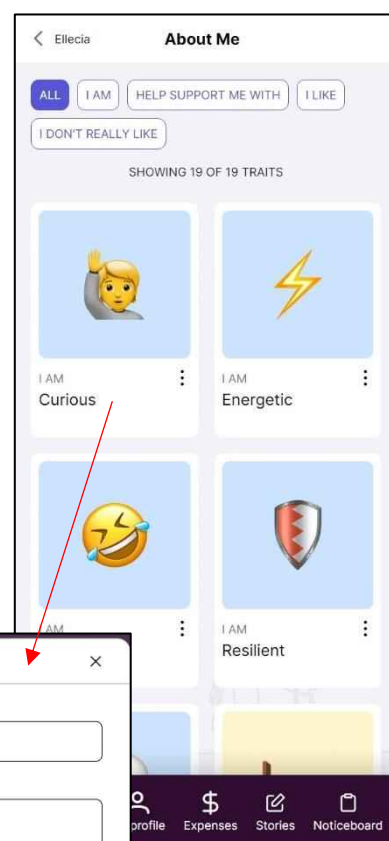 Ellecia About Me
ALL I AM HELP SUPPORT ME WITH I LIKE
I DON'T REALLY LIKE
SHOWING 19 OF 19 TRAITS
I AM I AM
Curious Energetic
AM I AM
Resilient
profile Expenses Stories Noticeboard